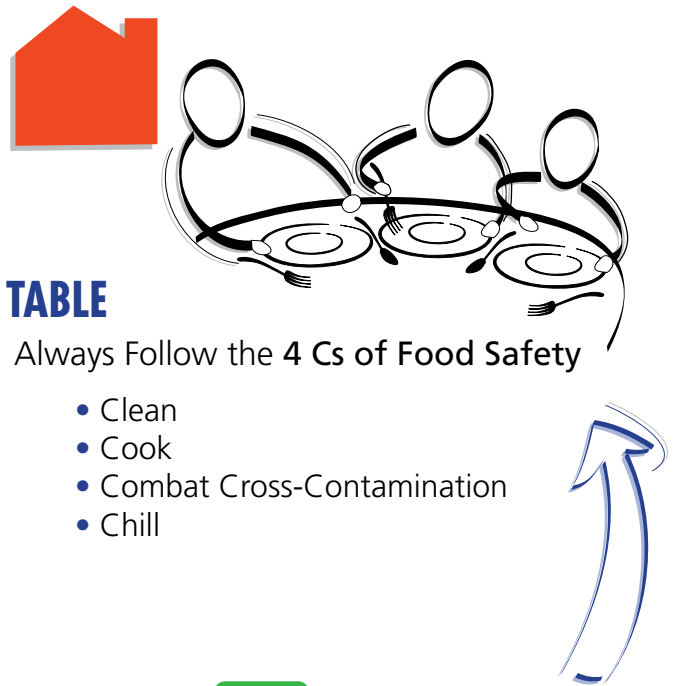 TABLE
Always Follow the 4 Cs of Food Safety
• Clean
• Cook
• Combat Cross-Contamination
• Chill